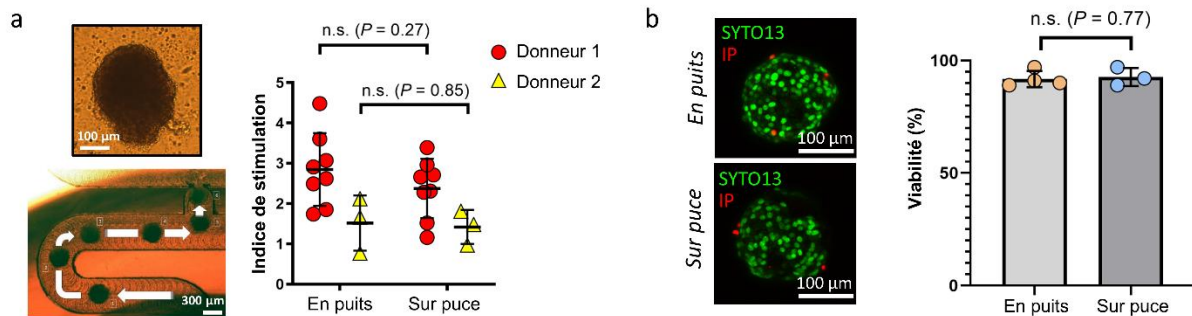 a
100 µm
300 µm
n.s. (P = 0.27)
n.s. (P = 0.85)
Donneur 1
Donneur 2
Indice de stimulation
5
4
3
2
1
0
En puits
Sur puce
b
En puits
SYTO13
IP
100 µm
Sur puce
SYTO13
IP
100 µm
n.s. (P = 0.77)
Viabilité (%)
100
50
0
En puits
Sur puce